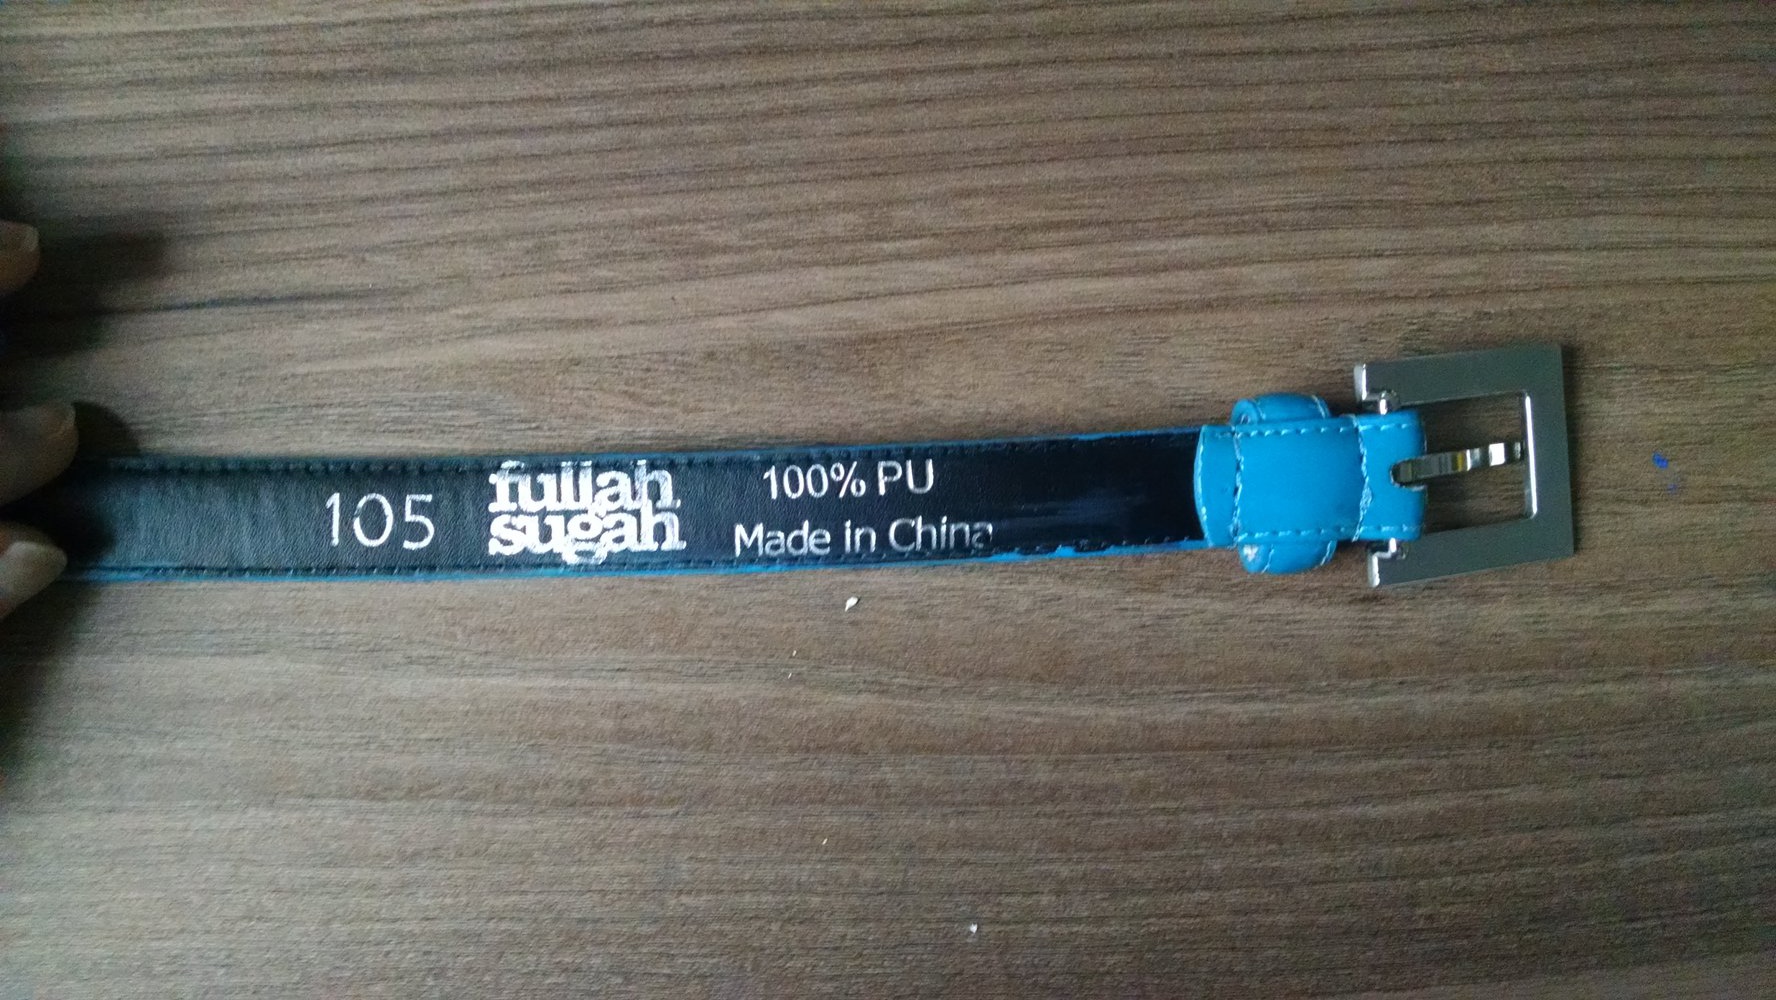 105
fullah
sugah
100% PU
Made in China